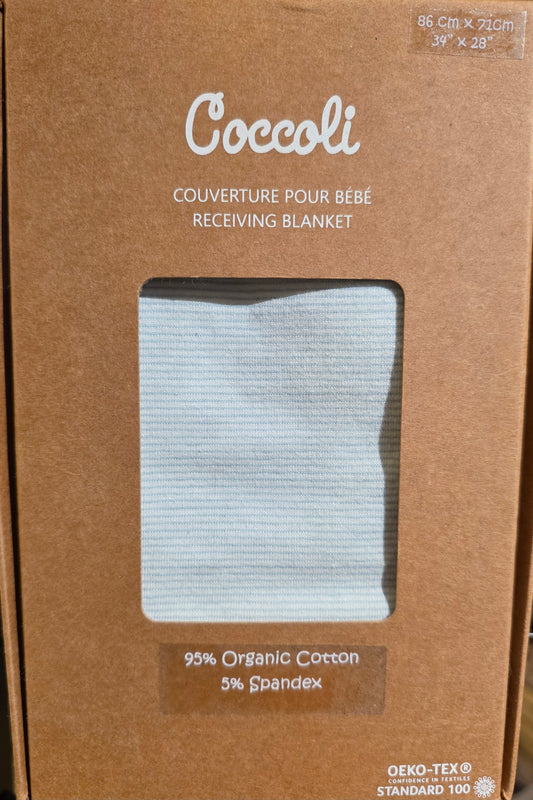 86 Cm x 71Cm
34" x 28"
Coccoli
COUVERTURE POUR BÉBÉ
RECEIVING BLANKET
95% Organic Cotton
5% Spandex
OEKO-TEX®
CONFIDENCE IN TEXTILES
STANDARD 100